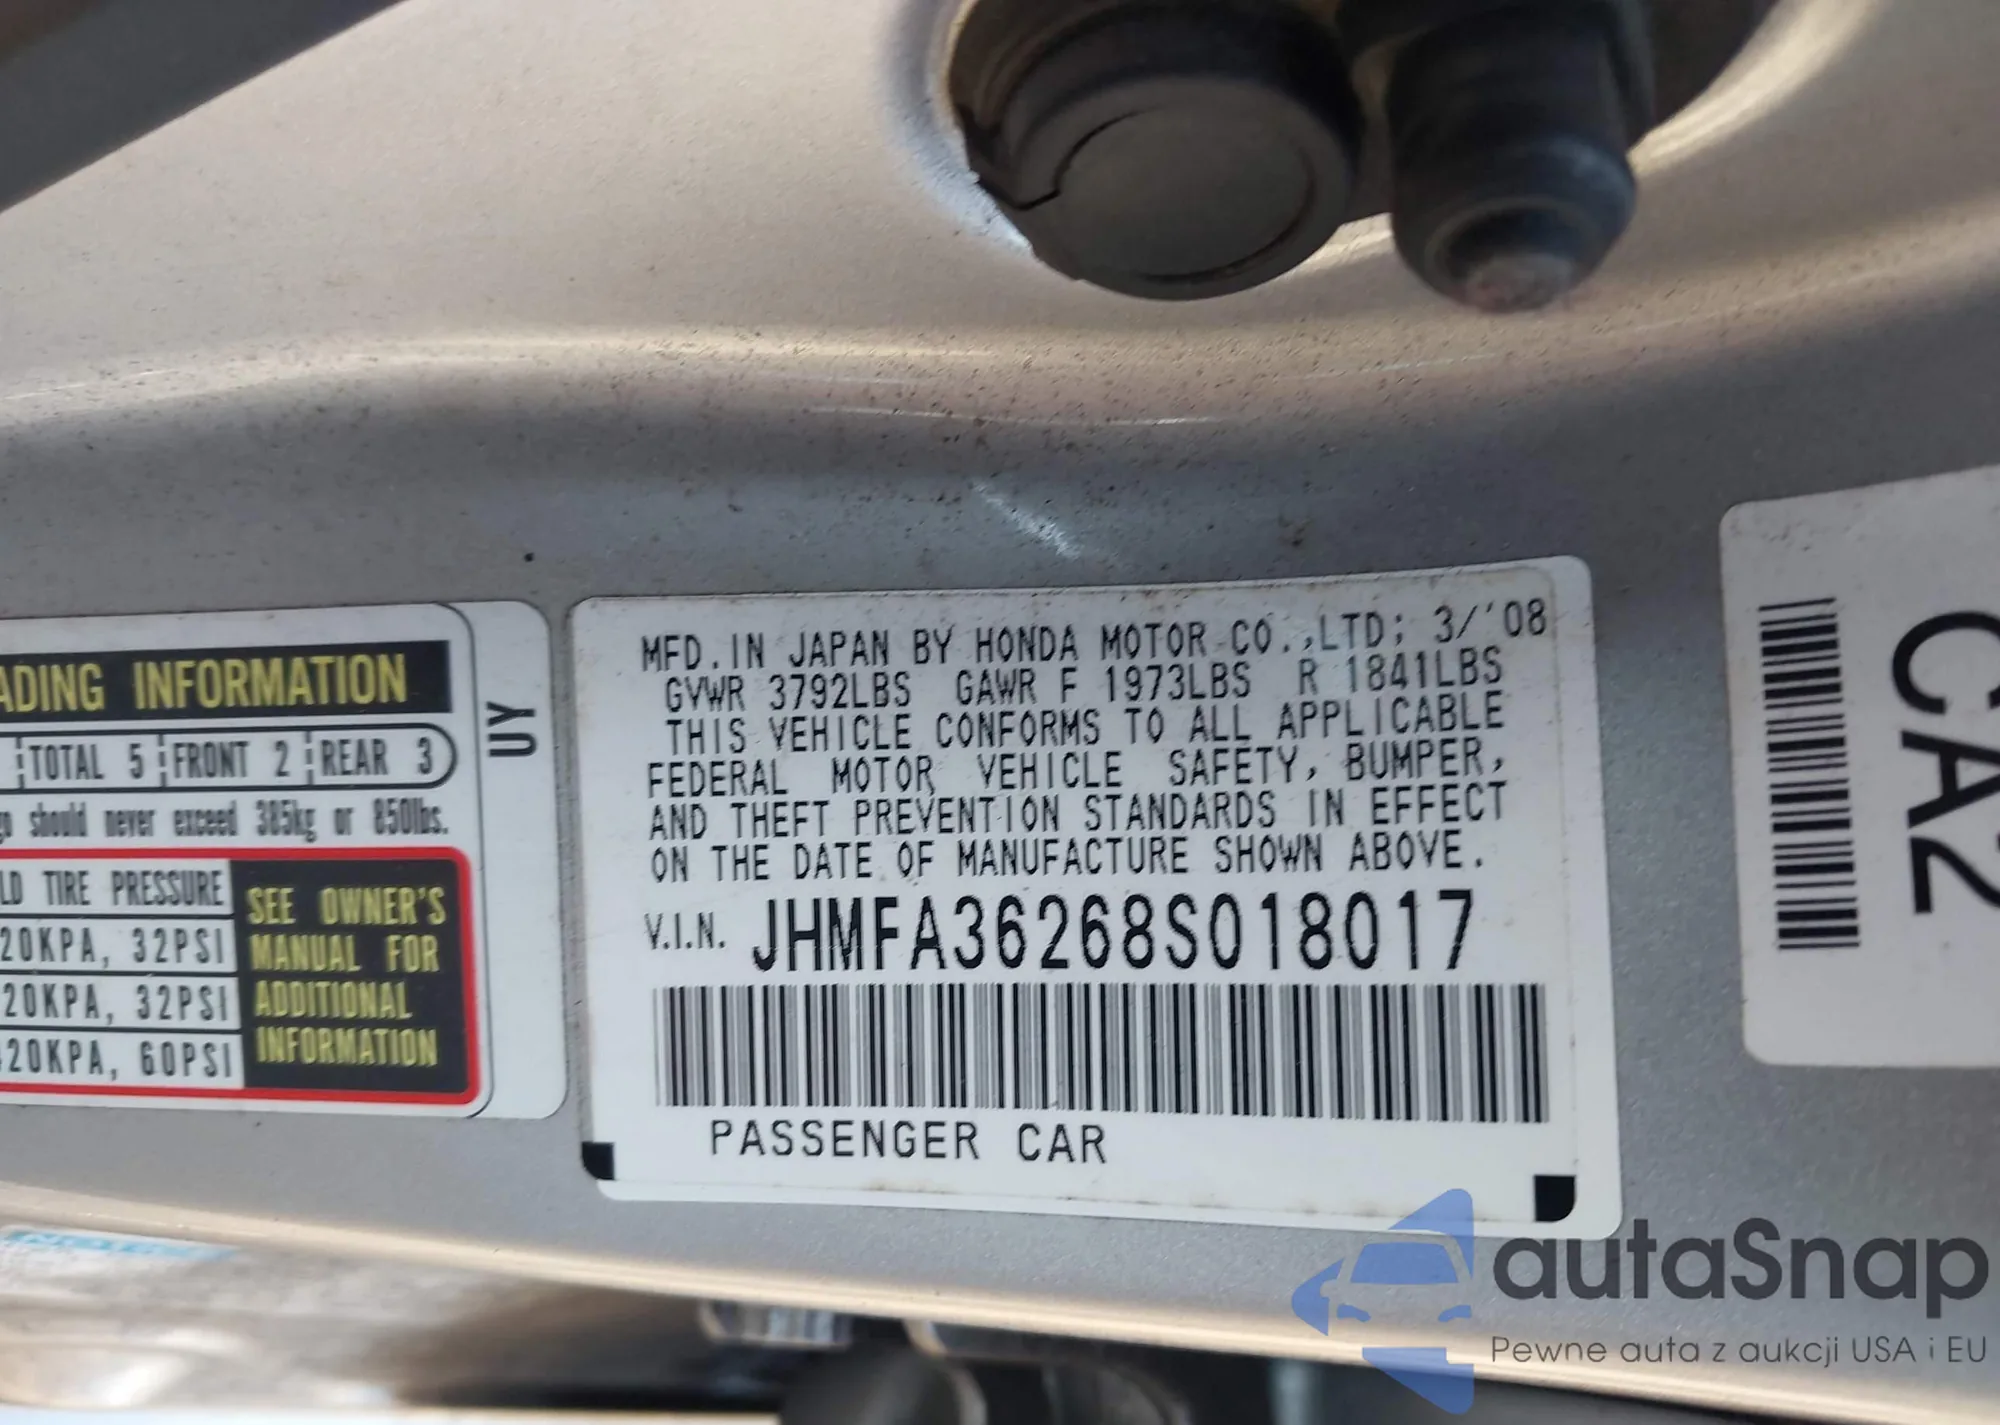 ADING INFORMATION
TOTAL 5 FRONT 2 REAR 3
should never exceed 385kg or 850lbs.
LD TIRE PRESSURE
20KPA, 32PSI
20KPA, 32PSI
20KPA, 60PSI
SEE OWNER'S
MANUAL FOR
ADDITIONAL
INFORMATION
UY
MFD. IN JAPAN BY HONDA MOTOR CO.,LTD; 3/'08
GVWR 3792LBS GAWR F 1973LBS R 1841LBS
THIS VEHICLE CONFORMS TO ALL APPLICABLE
FEDERAL MOTOR VEHICLE SAFETY, BUMPER,
AND THEFT PREVENTION STANDARDS IN EFFECT
ON THE DATE OF MANUFACTURE SHOWN ABOVE.
V.I.N. JHMFA36268S018017
PASSENGER CAR
CA2
autaSnap
Pewne auta z aukcji USA i EU